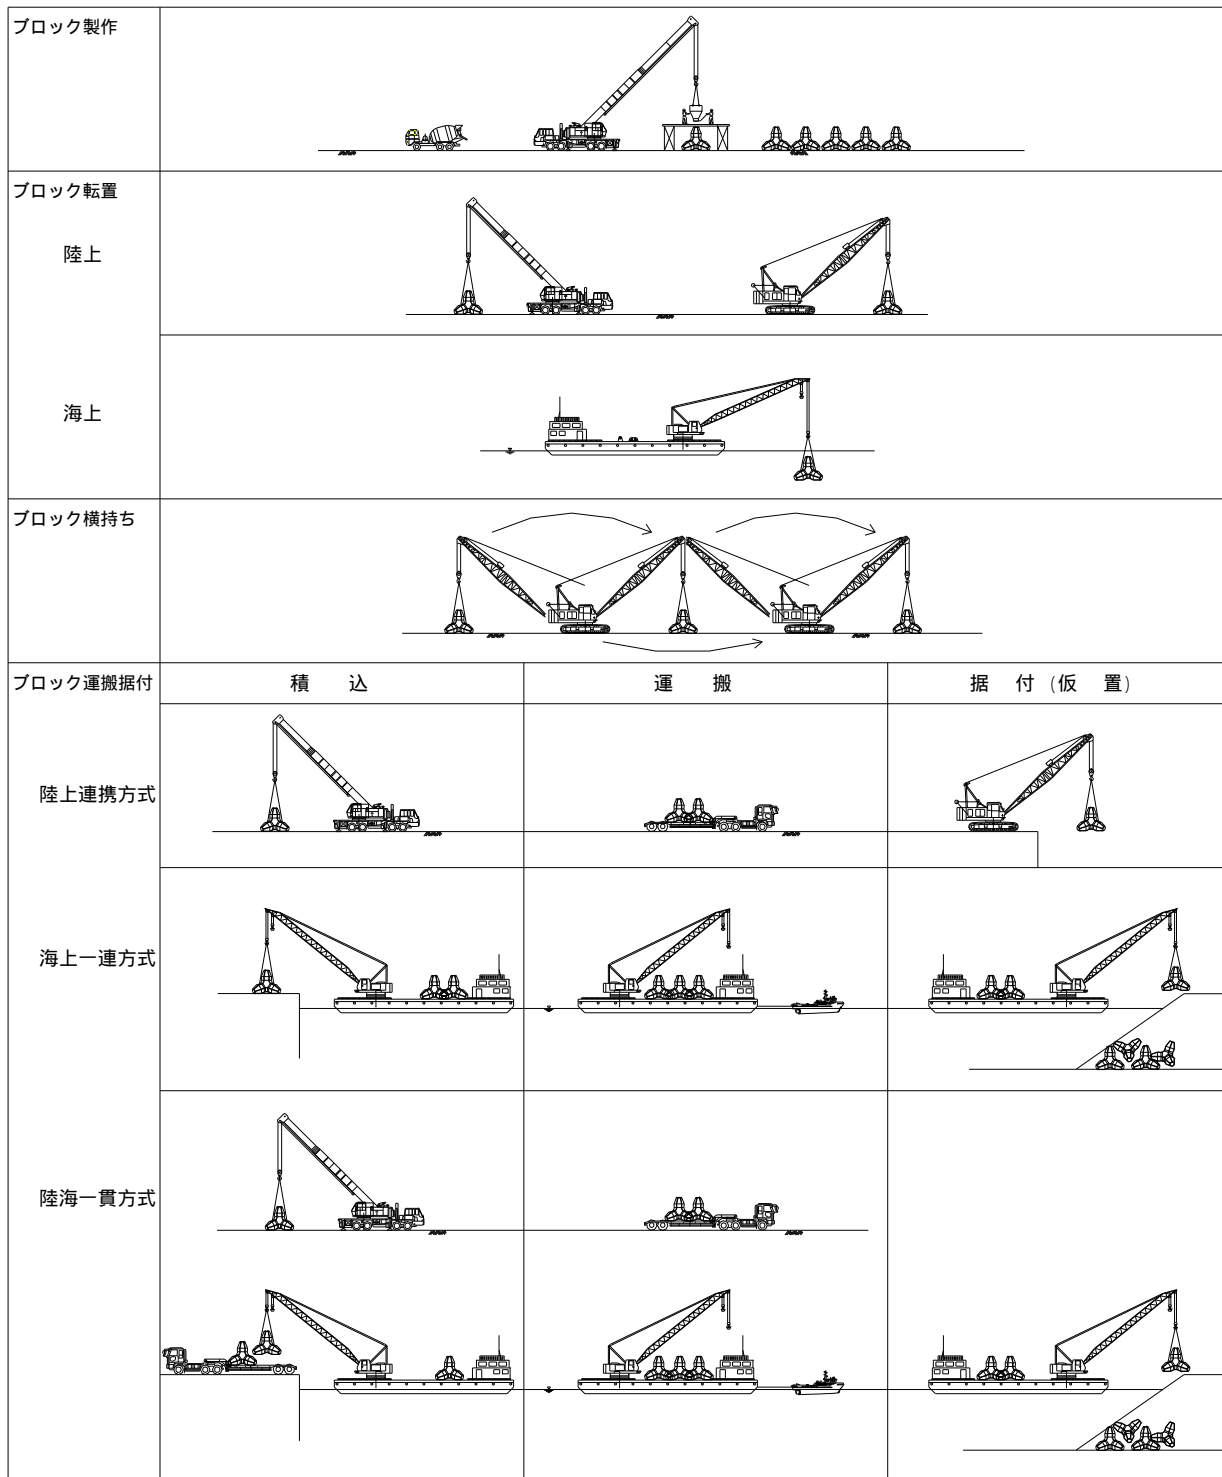 ブロック製作
ブロック転置
陸上
海上
ブロック横持ち
ブロック運搬据付
積 込
運 搬
据 付 (仮 置)
陸上連携方式
海上一連方式
陸海一貫方式